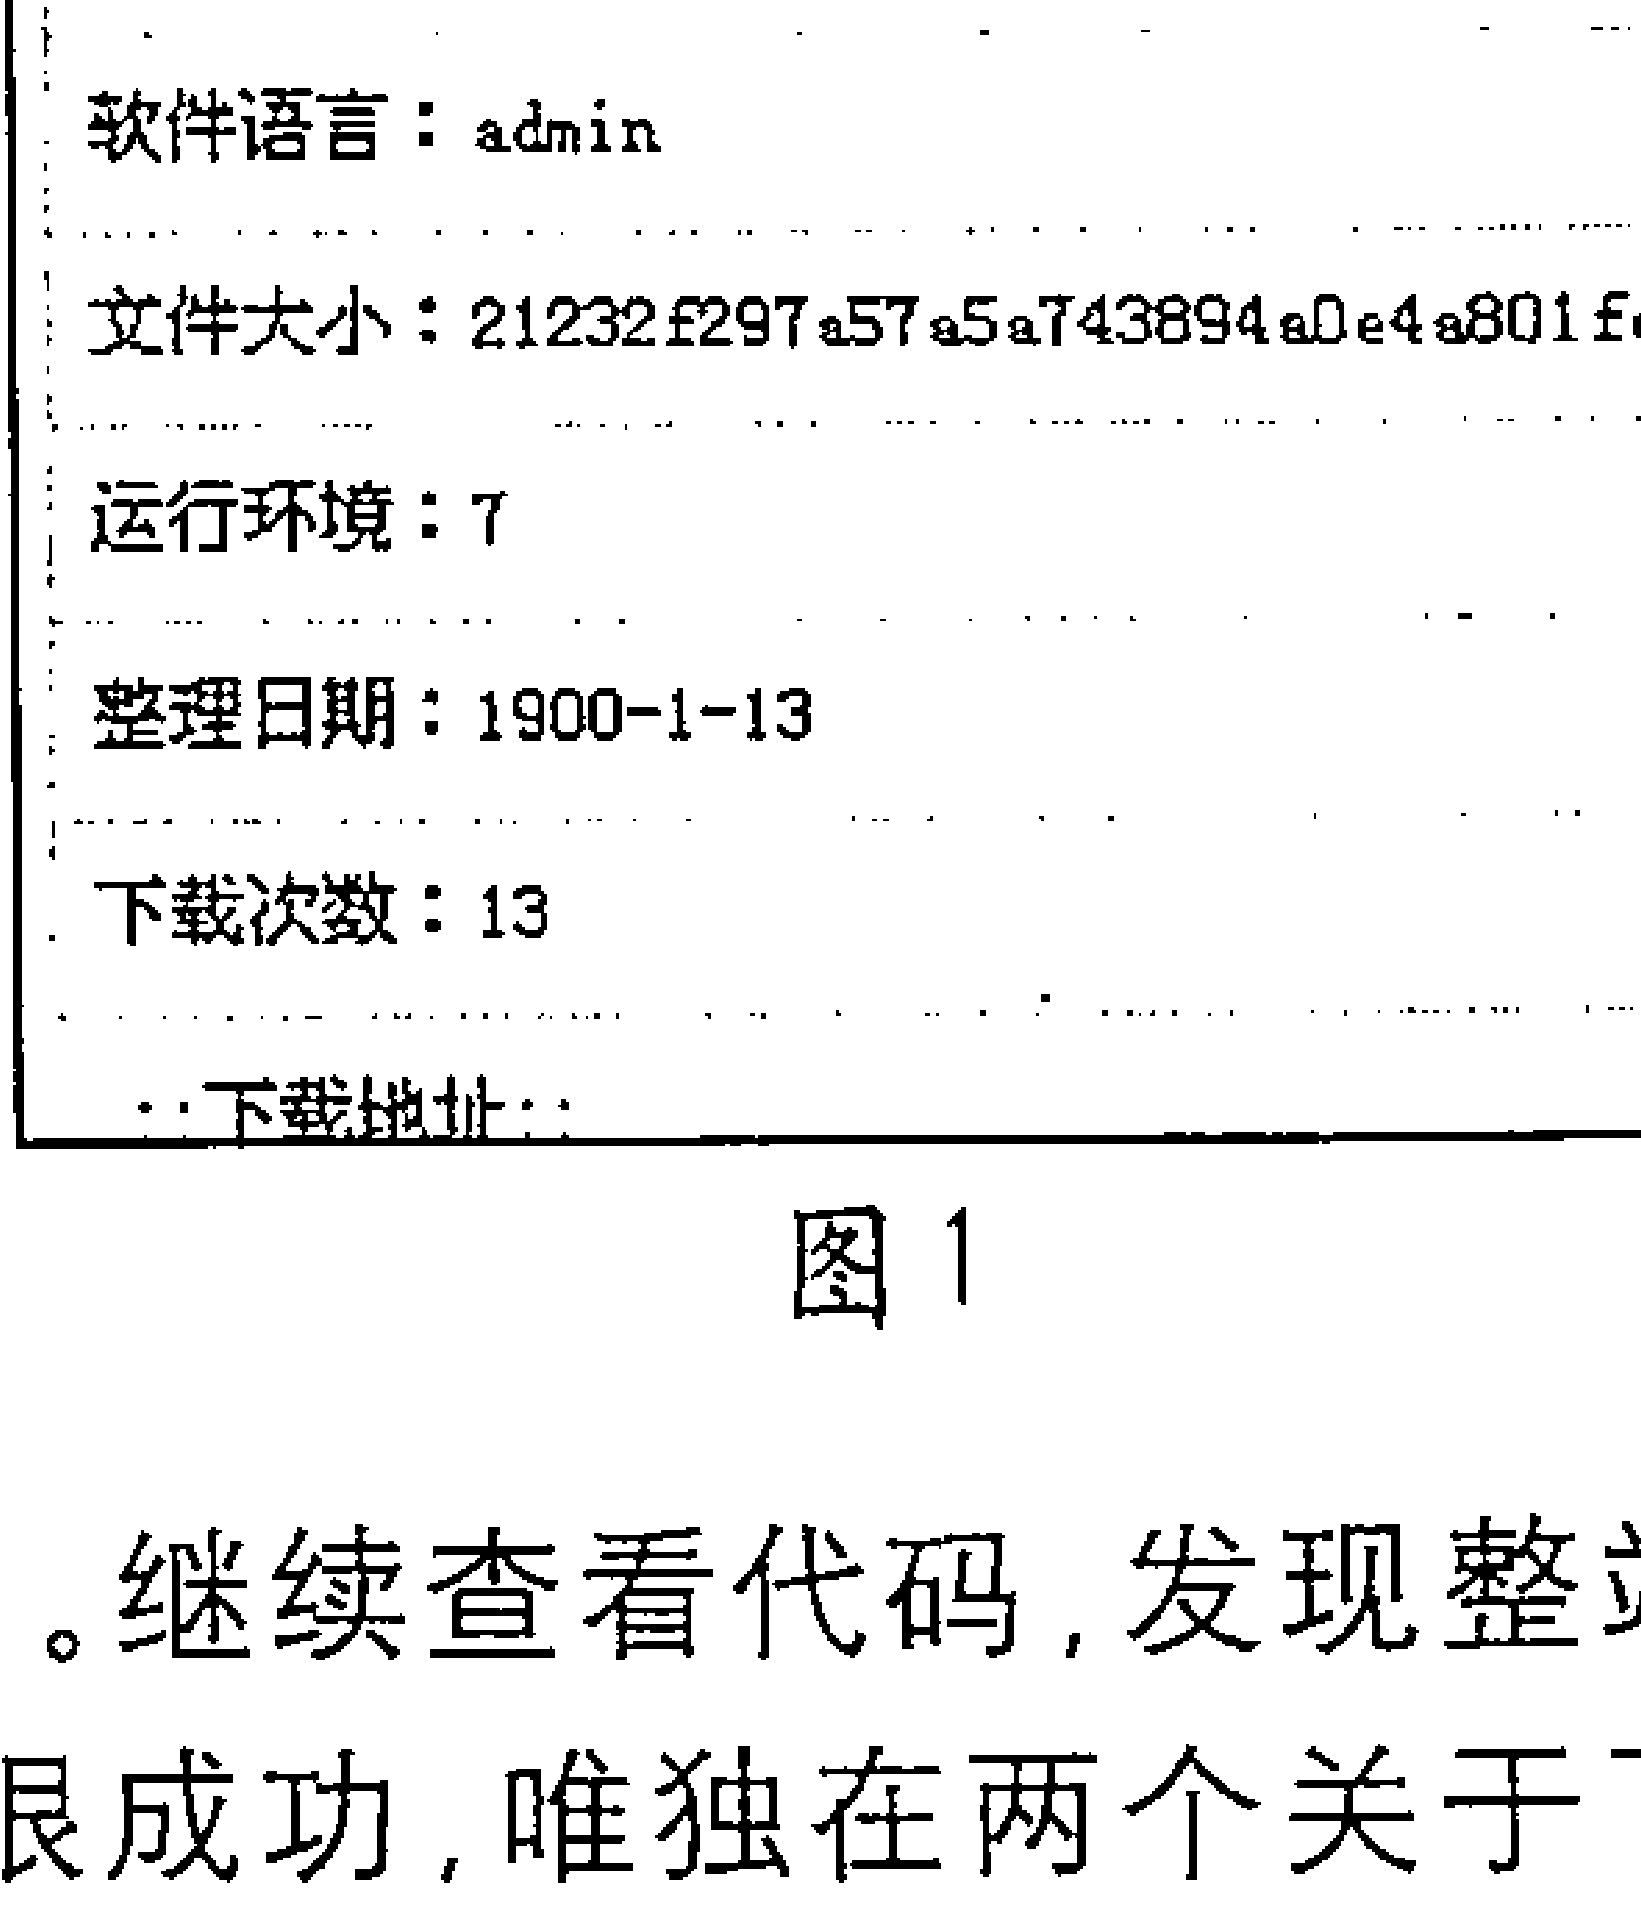 软件语言：admin
文件大小：21232f297a57a5a743894a0e4a801f
运行环境：7
整理日期：1900-1-13
下载次数：13
::下载地址::
图 1
。继续查看代码,发现整
成功,唯独在两个关于